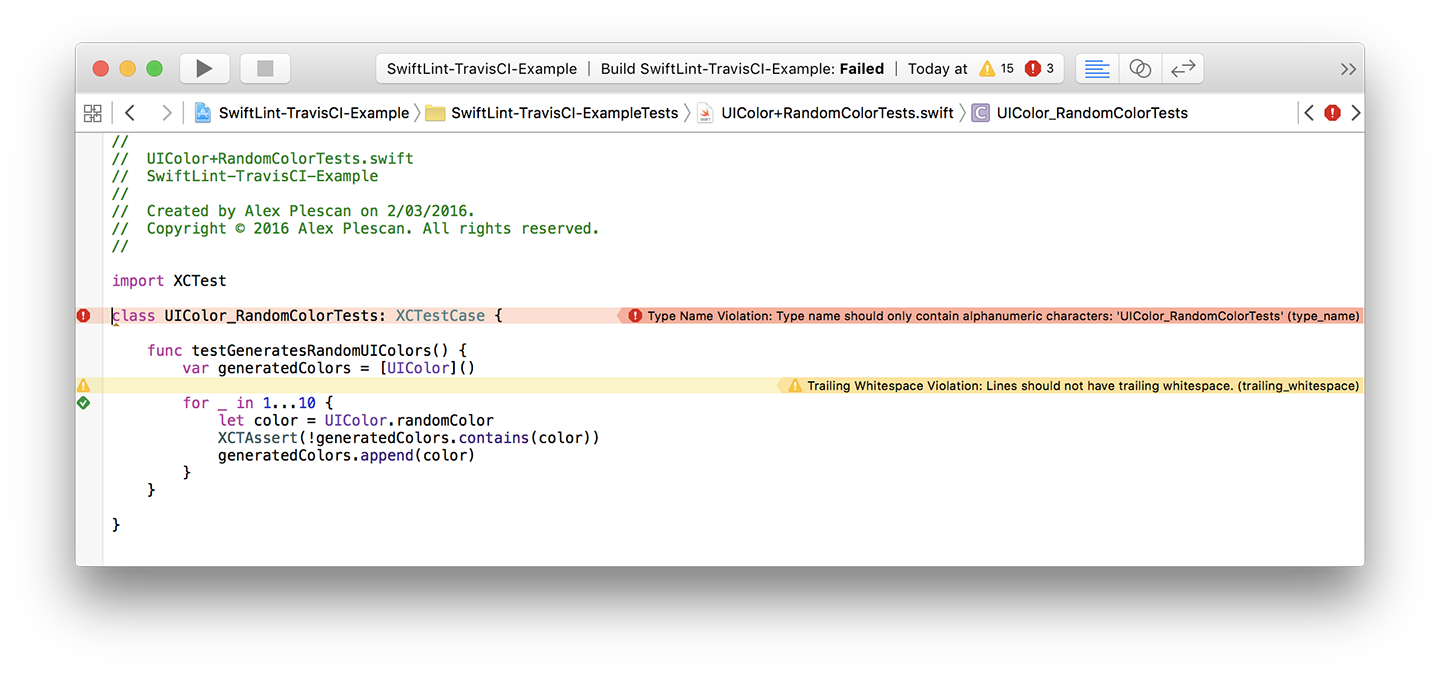 SwiftLint-TravisCI-Example | Build SwiftLint-TravisCI-Example: Failed | Today at 15 3
SwiftLint-TravisCI-Example SwiftLint-TravisCI-ExampleTests UIColor+RandomColorTests.swift C UIColor_RandomColorTests
//
// UIColor+RandomColorTests.swift
// SwiftLint-TravisCI-Example
//
// Created by Alex Plescan on 2/03/2016.
// Copyright © 2016 Alex Plescan. All rights reserved.
//
import XCTest
class UIColor_RandomColorTests: XCTestCase { Type Name Violation: Type name should only contain alphanumeric characters: 'UIColor_RandomColorTests' (type_name)
func testGeneratesRandomUIColors() {
var generatedColors = [UIColor]()
Trailing Whitespace Violation: Lines should not have trailing whitespace. (trailing_whitespace)
for _ in 1...10 {
let color = UIColor.randomColor
XCTAssert(!generatedColors.contains(color))
generatedColors.append(color)
}
}
}